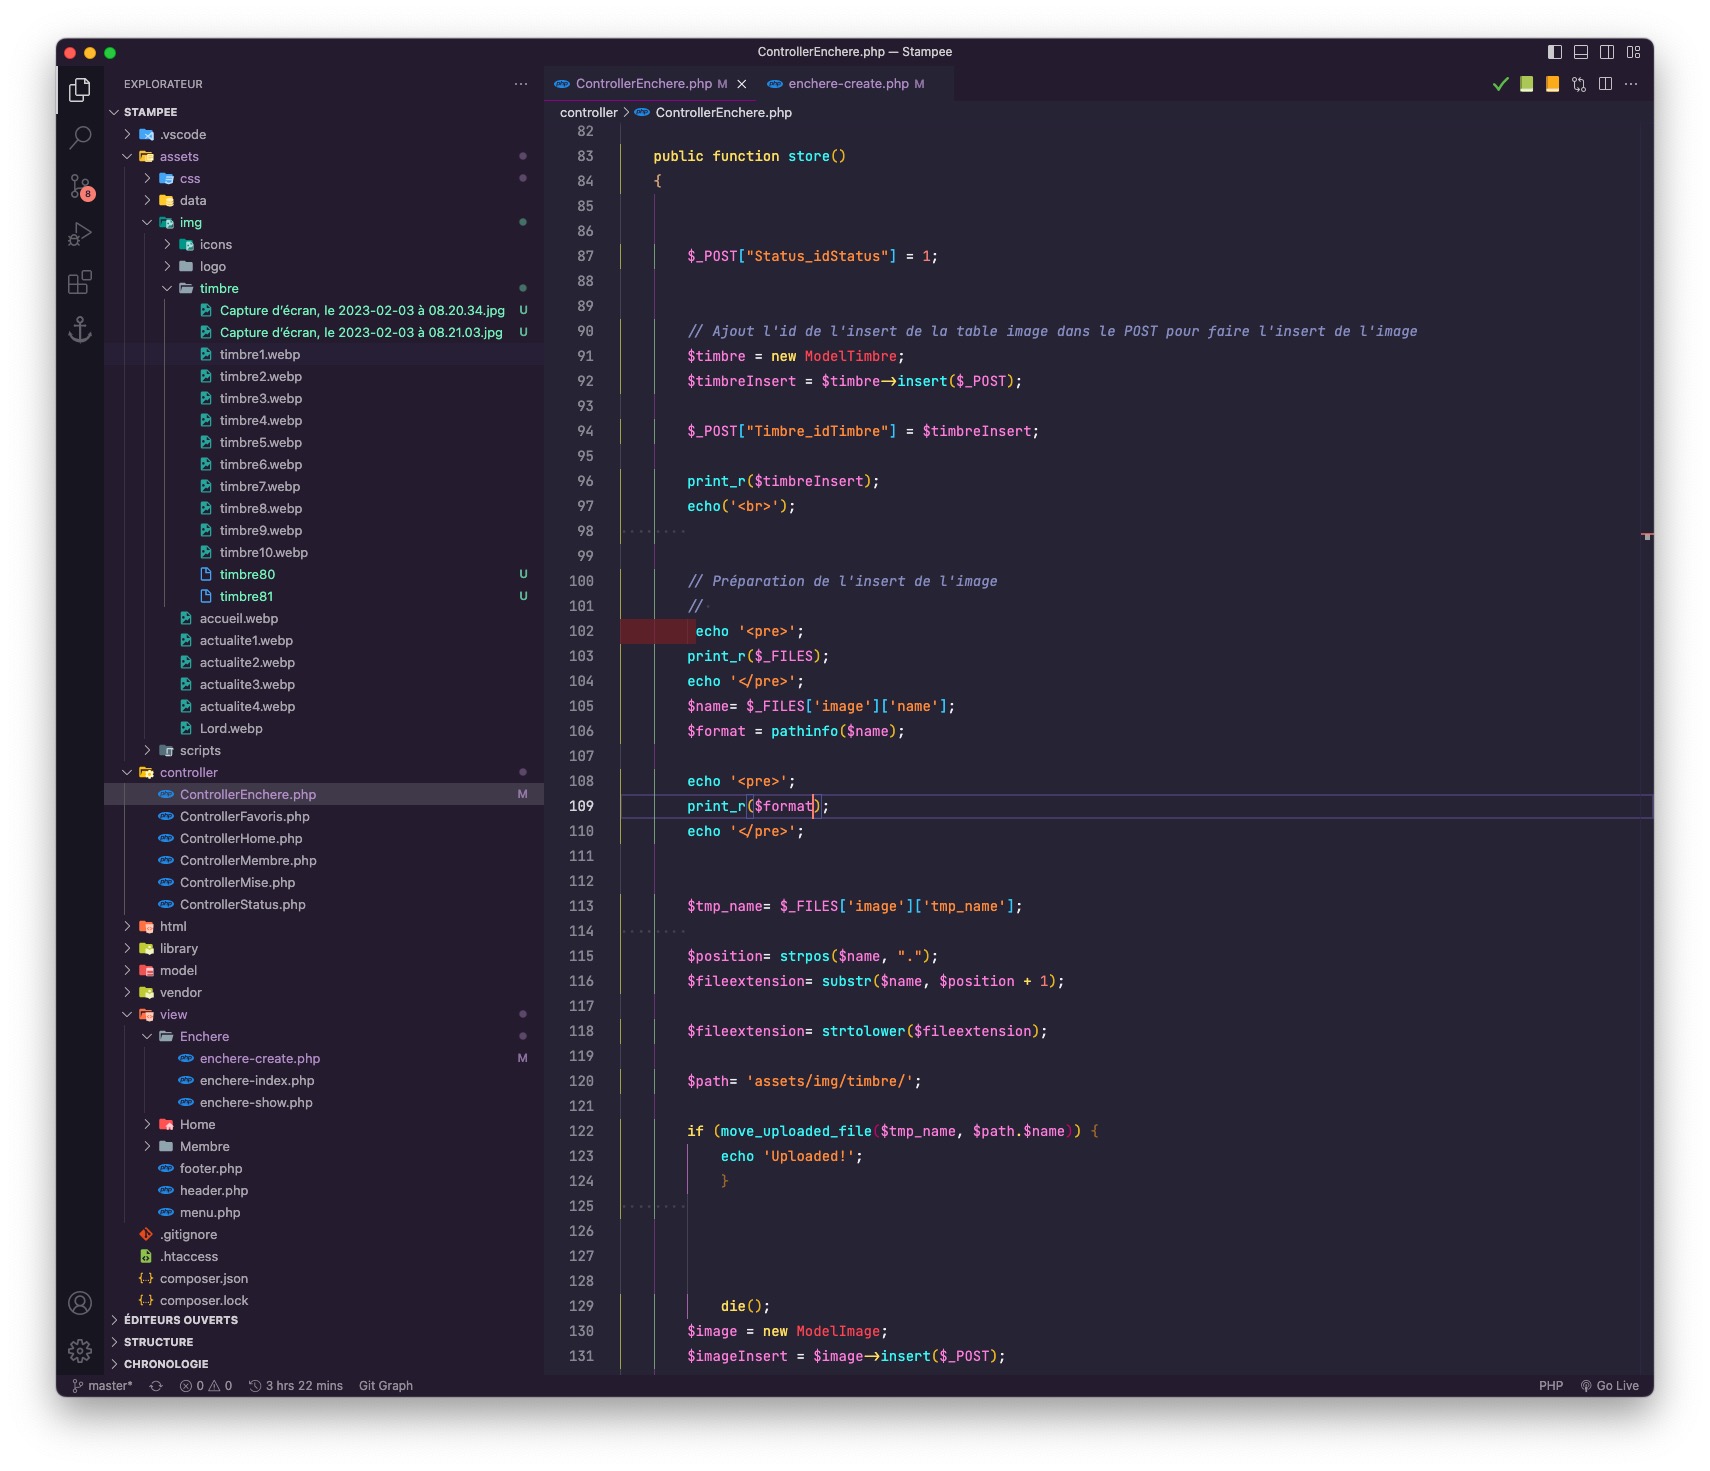 ControllerEnchere.php — Stampee
EXPLORATEUR
STAMPEE
.vscode
assets
css
data
img
icons
logo
timbre
Capture d'écran, le 2023-02-03 à 08.20.34.jpg U
Capture d'écran, le 2023-02-03 à 08.21.03.jpg U
timbre1.webp
timbre2.webp
timbre3.webp
timbre4.webp
timbre5.webp
timbre6.webp
timbre7.webp
timbre8.webp
timbre9.webp
timbre10.webp
timbre80 U
timbre81 U
accueil.webp
actualite1.webp
actualite2.webp
actualite3.webp
actualite4.webp
Lord.webp
scripts
controller
ControllerEnchere.php M
ControllerFavoris.php
ControllerHome.php
ControllerMembre.php
ControllerMise.php
ControllerStatus.php
html
library
model
vendor
view
Enchere
enchere-create.php M
enchere-index.php
enchere-show.php
Home
Membre
footer.php
header.php
menu.php
.gitignore
.htaccess
composer.json
composer.lock
ÉDITEURS OUVERTS
STRUCTURE
CHRONOLOGIE
8
ControllerEnchere.php M enchere-create.php M
controller > ControllerEnchere.php
82
83 public function store()
84 {
85
86
87 $_POST["Status_idStatus"] = 1;
88
89
90 // Ajout l'id de l'insert de la table image dans le POST pour faire l'insert de l'image
91 $timbre = new ModelTimbre;
92 $timbreInsert = $timbre->insert($_POST);
93
94 $_POST["Timbre_idTimbre"] = $timbreInsert;
95
96 print_r($timbreInsert);
97 echo('<br>');
98
99
100 // Préparation de l'insert de l'image
101 //
102 echo '<pre>';
103 print_r($_FILES);
104 echo '</pre>';
105 $name= $_FILES['image']['name'];
106 $format = pathinfo($name);
107
108 echo '<pre>';
109 print_r($format);
110 echo '</pre>';
111
112
113 $tmp_name= $_FILES['image']['tmp_name'];
114
115 $position= strpos($name, ".");
116 $fileextension= substr($name, $position + 1);
117
118 $fileextension= strtolower($fileextension);
119
120 $path= 'assets/img/timbre/';
121
122 if (move_uploaded_file($tmp_name, $path.$name)) {
123 echo 'Uploaded!';
124 }
125
126
127
128
129 die();
130 $image = new ModelImage;
131 $imageInsert = $image->insert($_POST);
master* 0 0 3 hrs 22 mins Git Graph PHP Go Live